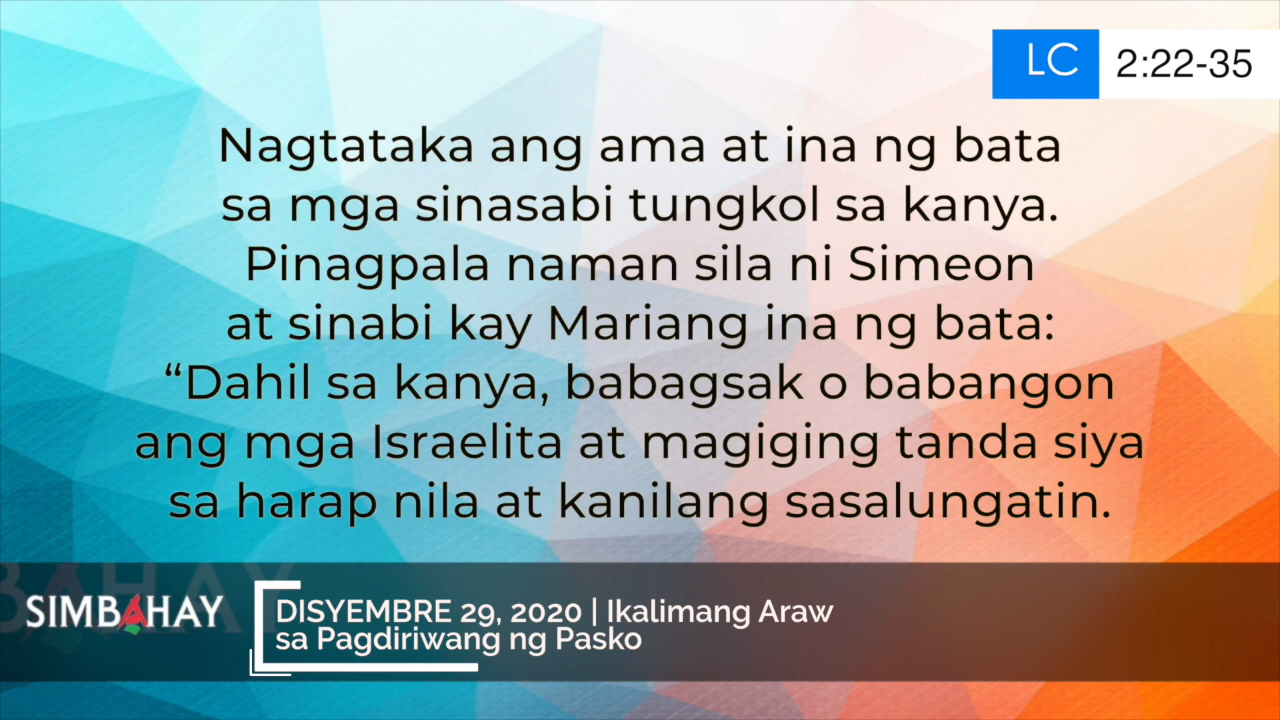 LC 2:22-35
Nagtataka ang ama at ina ng bata
sa mga sinasabi tungkol sa kanya.
Pinagpala naman sila ni Simeon
at sinabi kay Mariang ina ng bata:
“Dahil sa kanya, babagsak o babangon
ang mga Israelita at magiging tanda siya
sa harap nila at kanilang sasalungatin.
SIMBAHAY
DISYEMBRE 29, 2020 | Ikalimang Araw
sa Pagdiriwang ng Pasko